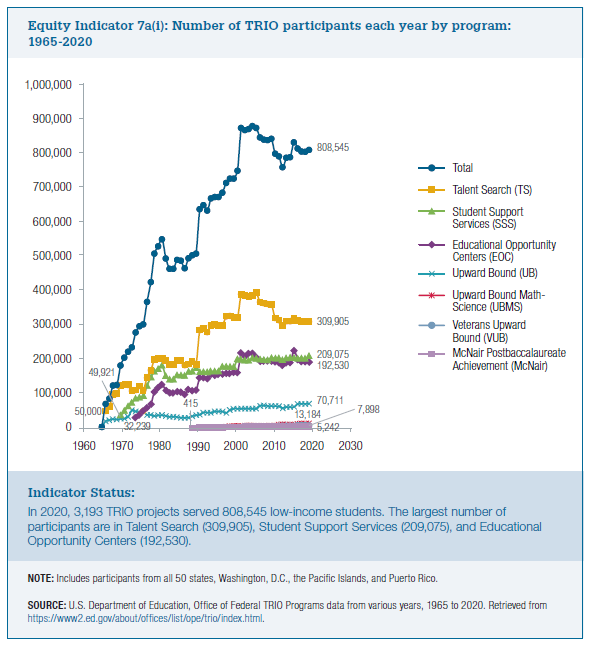 Equity Indicator 7a(i): Number of TRIO participants each year by program:
1965-2020
1,000,000
900,000
800,000
700,000
600,000
500,000
400,000
300,000
200,000
100,000
0
1960
1970
1980
1990
2000
2010
2020
2030
808,545
309,905
209,075
192,530
70,711
13,184
7,898
5,242
49,921
50,000
32,239
415
Total
Talent Search (TS)
Student Support
Services (SSS)
Educational Opportunity
Centers (EOC)
Upward Bound (UB)
Upward Bound Math-
Science (UBMS)
Veterans Upward
Bound (VUB)
McNair Postbaccalaureate
Achievement (McNair)
Indicator Status:
In 2020, 3,193 TRIO projects served 808,545 low-income students. The largest number of
participants are in Talent Search (309,905), Student Support Services (209,075), and Educational
Opportunity Centers (192,530).
NOTE: Includes participants from all 50 states, Washington, D.C., the Pacific Islands, and Puerto Rico.
SOURCE: U.S. Department of Education, Office of Federal TRIO Programs data from various years, 1965 to 2020. Retrieved from
https://www2.ed.gov/about/offices/list/ope/trio/index.html.